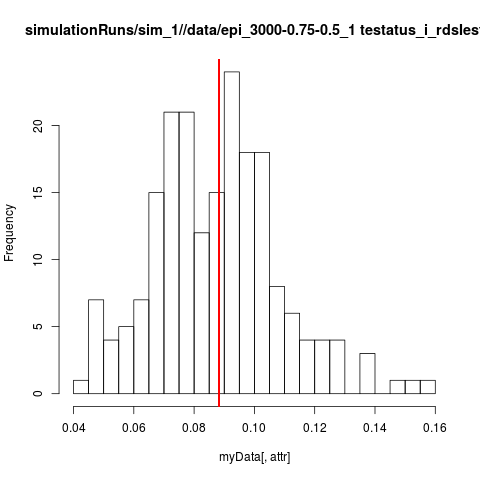 simulationRuns/sim_1//data/epi_3000-0.75-0.5_1 testatus_i_rdsles
Frequency
20
15
10
5
0
0.04 0.06 0.08 0.10 0.12 0.14 0.16
myData[, attr]